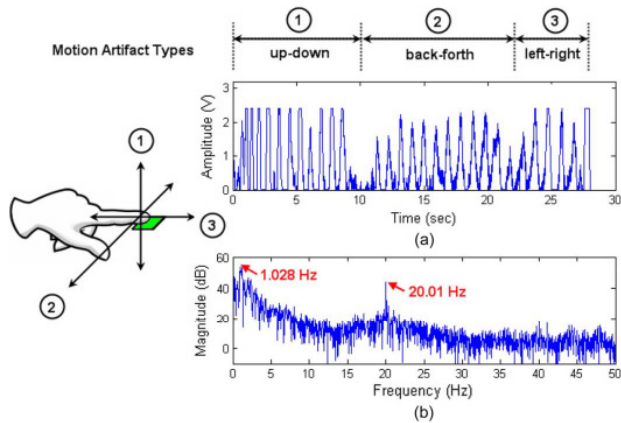 ① ② ③
Motion Artifact Types
up-down back-forth left-right
Amplitude (V)
3
2
1
0
0 5 10 15 20 25 30
Time (sec)
(a)
①
③
②
Magnitude (dB)
60
40
20
0
1.028 Hz
20.01 Hz
0 5 10 15 20 25 30 35 40 45 50
Frequency (Hz)
(b)